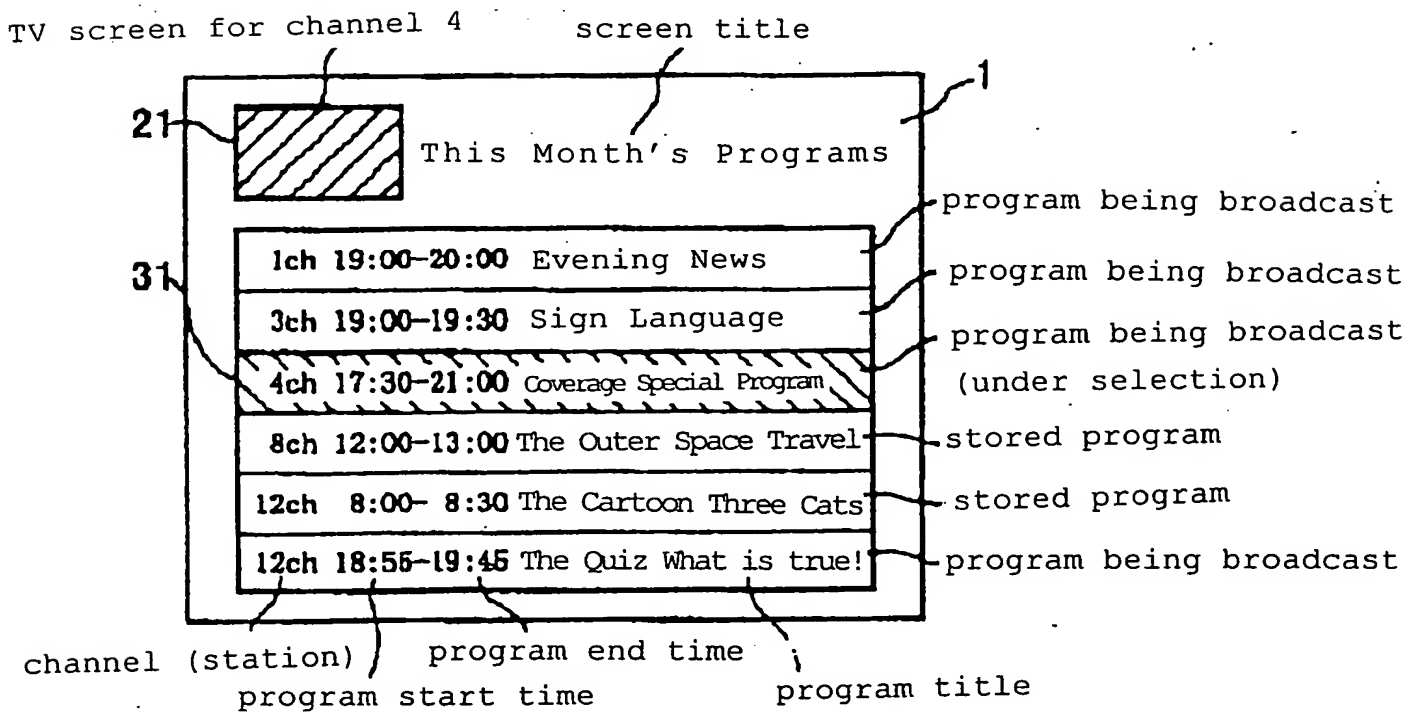 TV screen for channel 4
screen title
1
21
This Month's Programs
program being broadcast
31
1ch 19:00-20:00 Evening News
program being broadcast
3ch 19:00-19:30 Sign Language
program being broadcast
(under selection)
4ch 17:30-21:00 Coverage Special Program
8ch 12:00-13:00 The Outer Space Travel
stored program
12ch 8:00- 8:30 The Cartoon Three Cats
stored program
12ch 18:55-19:45 The Quiz What is true!
program being broadcast
channel (station)
program end time
program start time
program title